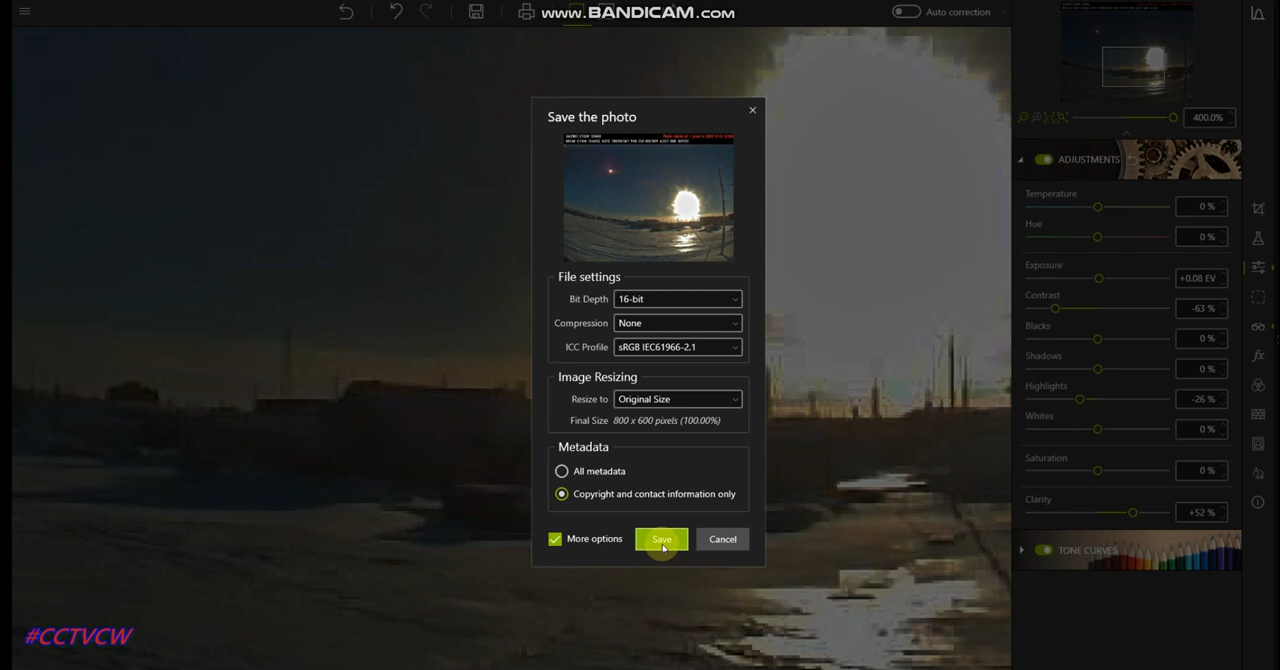 www.BANDICAM.com
Auto correction
Save the photo
400.0%
ADJUSTMENTS
Temperature
0 %
Hue
0 %
File settings
Exposure
+0.08 EV
Bit Depth 16-bit
Contrast
-63 %
Compression None
Blacks
0 %
ICC Profile sRGB IEC61966-2.1
Shadows
0 %
Image Resizing
Highlights
-26 %
Resize to Original Size
Whites
0 %
Final Size 800 x 600 pixels (100.00%)
Metadata
Saturation
0 %
All metadata
Copyright and contact information only
Clarity
+52 %
More options Save Cancel
TONE CURVES
#CCTVCW